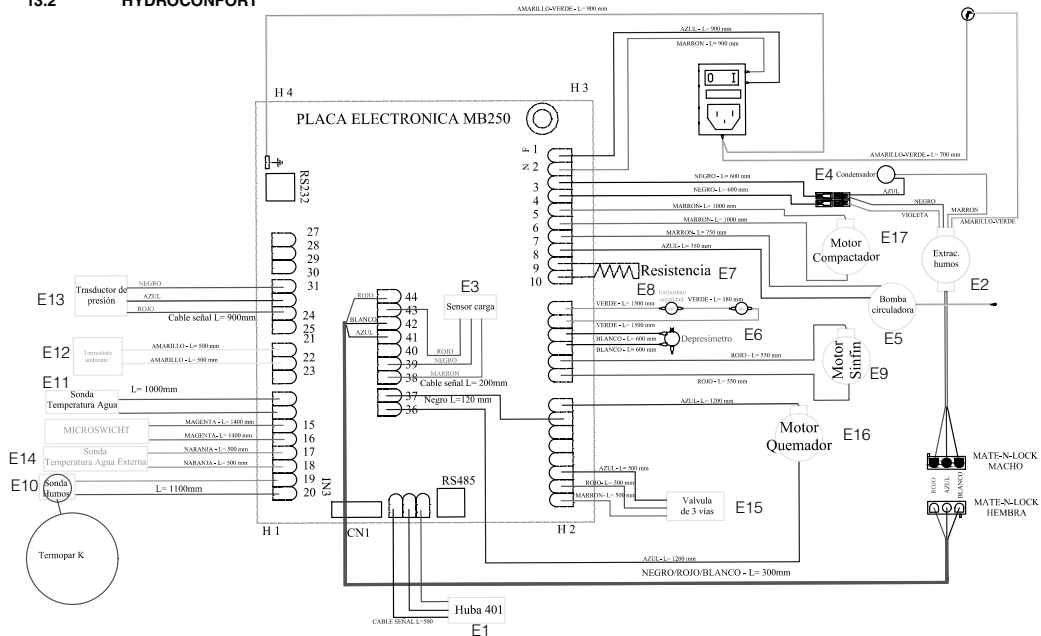 13.2 HYDROCONFORT
AMARILLO-VERDE - L= 900 mm
AZUL - L= 900 mm
MARRON - L= 900 mm
0 I
H 4
H 3
PLACA ELECTRONICA MB250
AMARILLO-VERDE - L= 700 mm
RS232
F 1
N 2
3
4
5
6
7
8
8
9
10
NEGRO - L= 600 mm
NEGRO- L= 600 mm
MARRON- L= 1000 mm
MARRON- L= 1000 mm
MARRON- L= 750 mm
AZUL- L= 750 mm
E4 Condensador
AZUL
NEGRO
VIOLETA
MARRON
AMARILLO-VERDE
E17
Motor
Compactador
Extrac.
humos
E2
Resistencia E7
E8
Termostato
seguridad
VERDE - L= 1500 mm
VERDE - L= 180 mm
E6
VERDE - L= 1500 mm
BLANCO - L= 600 mm
BLANCO - L= 600 mm
Depresimetro
Bomba
circuladora
E5
ROJO - L= 550 mm
ROJO - L= 550 mm
Motor
Sinfin
E9
27
28
29
30
31
24
25
21
22
23
15
16
17
18
19
20
IN3
E13
Trasductor de
presión
NEGRO
AZUL
ROJO
Cable señal L= 900mm
E12
Termostato
ambiente
AMARILLO - L= 500 mm
AMARILLO - L= 500 mm
E11
Sonda
Temperatura Agua
L= 1000mm
MICROSWICHT
MAGENTA - L= 1400 mm
MAGENTA - L= 1400 mm
E14
Sonda
Temperatura Agua Externa
NARANJA - L= 500 mm
NARANJA - L= 500 mm
E10
Sonda
Humos
L= 1100mm
Termopar K
ROJO
BLANCO
AZUL
44
43
42
41
40
39
38
37
36
E3
Sensor carga
ROJO
NEGRO
MARRON
Cable señal L= 200mm
Negro L=120 mm
AZUL- L= 1200 mm
Motor
Quemador
E16
AZUL- L= 500 mm
ROJO- L= 500 mm
MARRON- L= 500 mm
Valvula
de 3 vías
E15
RS485
CN1
H 1
H 2
AZUL - L= 1200 mm
NEGRO/ROJO/BLANCO - L= 300mm
MATE-N-LOCK
MACHO
ROJO
AZUL
BLANCO
MATE-N-LOCK
HEMBRA
CABLE SEÑAL L=500
Huba 401
E1